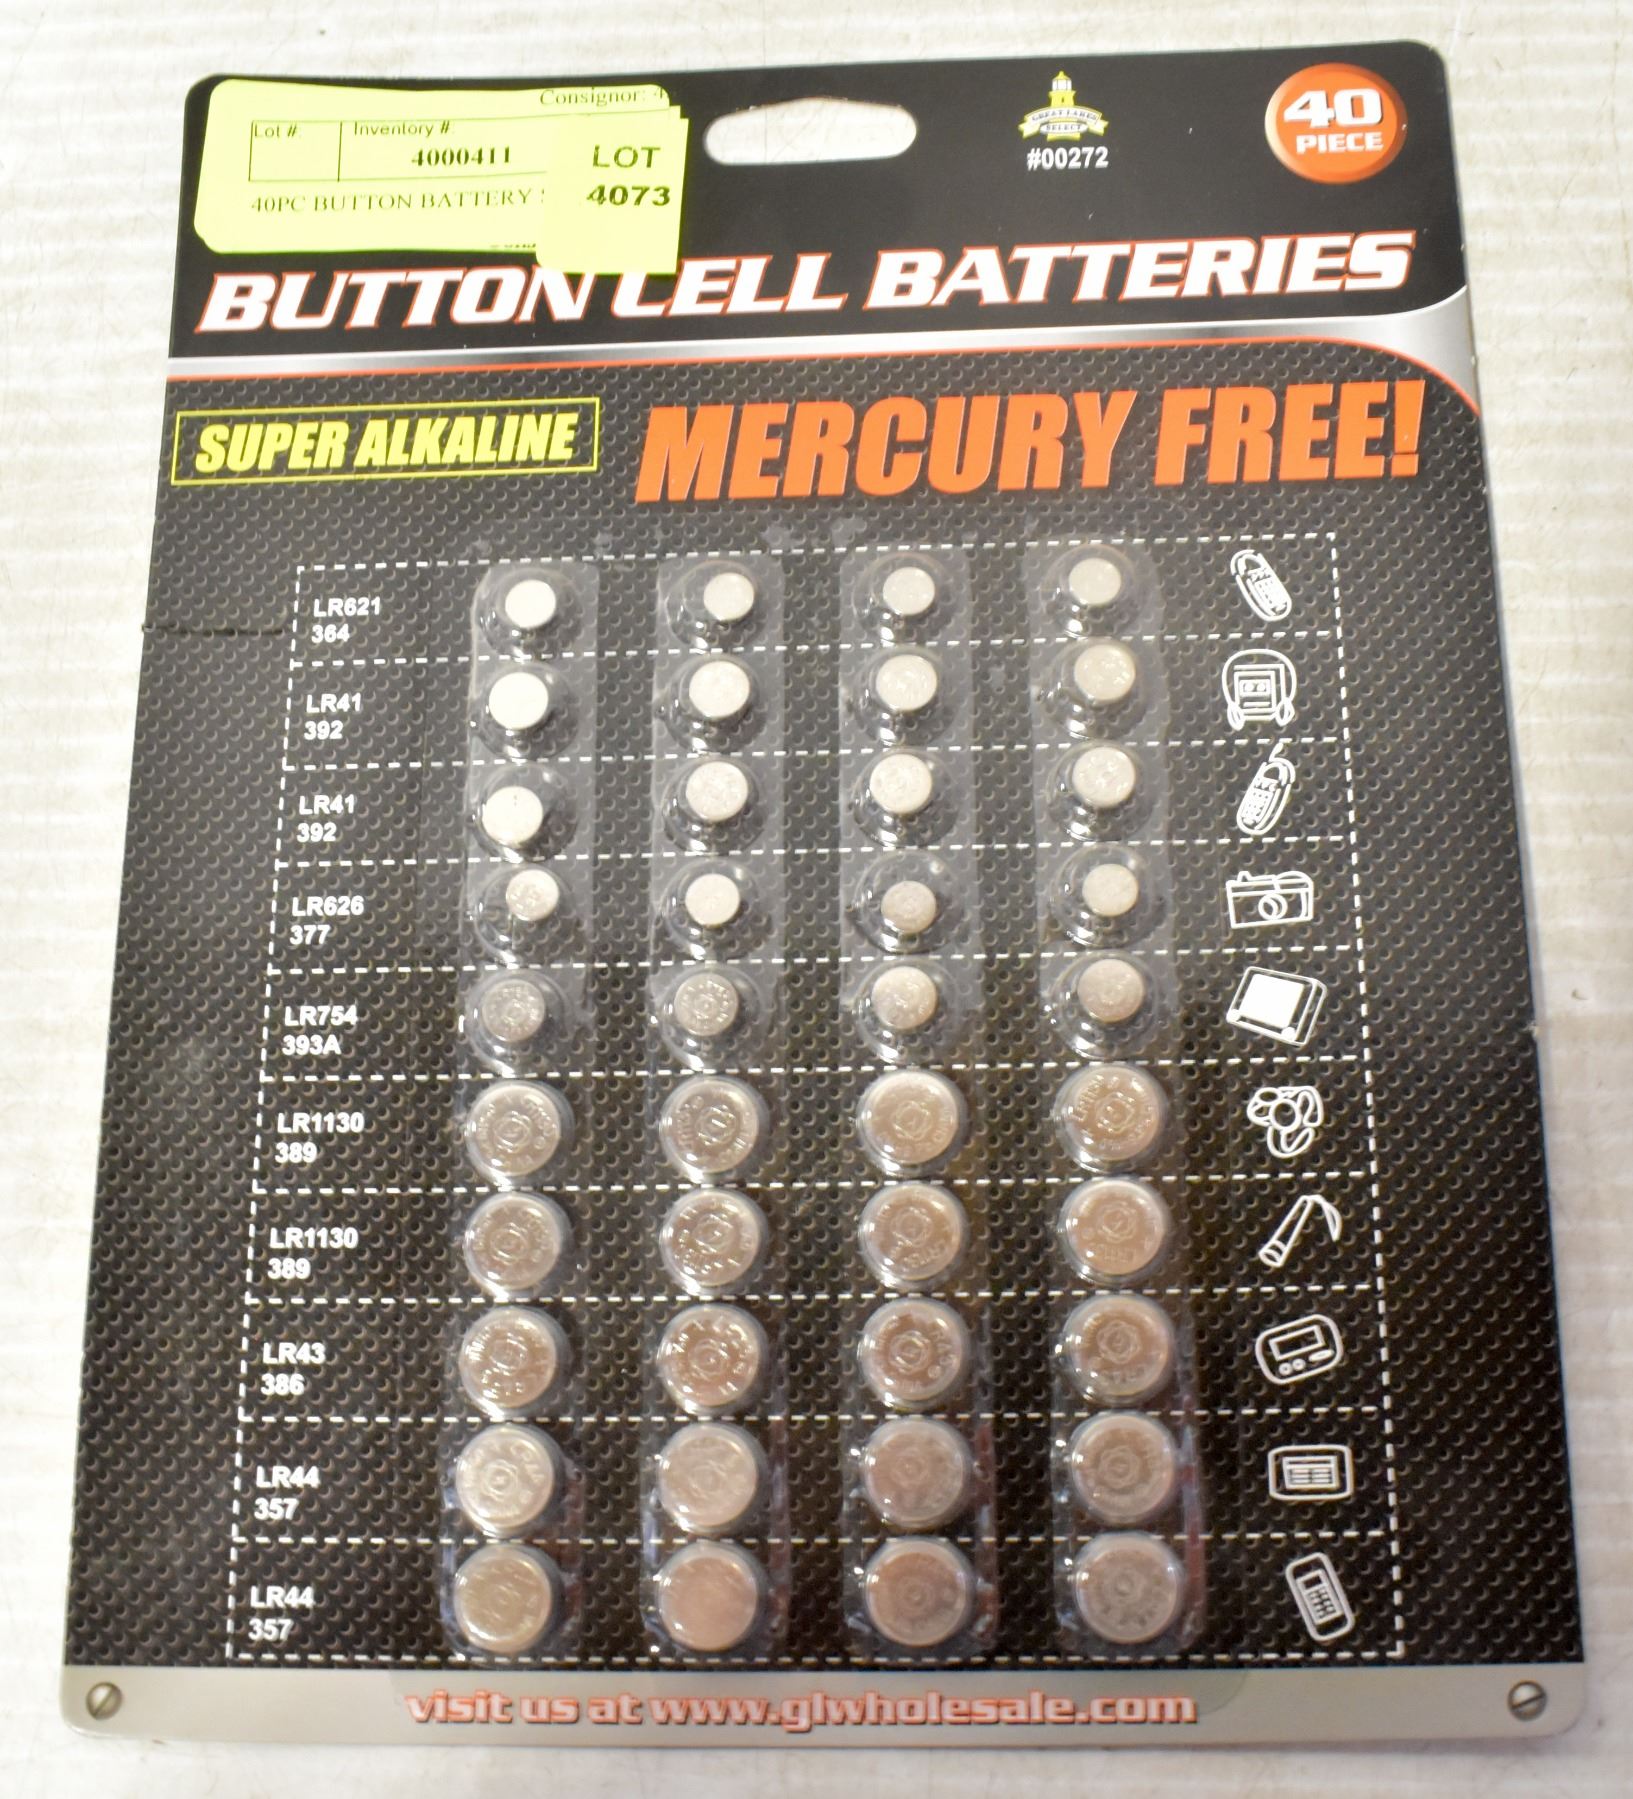 Consignor:
Lot #:
Inventory #:
4000411
40PC BUTTON BATTERY
LOT
4073
GREAT LAKES
SELECT
#00272
40
PIECE
BUTTON CELL BATTERIES
SUPER ALKALINE
MERCURY FREE!
LR621
364
LR41
392
LR41
392
LR626
377
LR754
393A
LR1130
389
LR1130
389
LR43
386
LR44
357
LR44
357
visit us at www.glwholesale.com